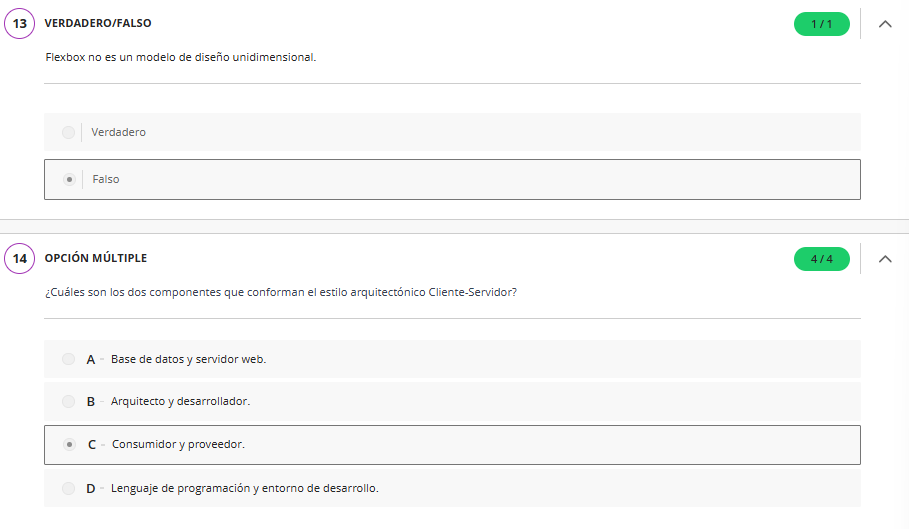 13 VERDADERO/FALSO 1 / 1
Flexbox no es un modelo de diseño unidimensional.
Verdadero
Falso
14 OPCIÓN MÚLTIPLE 4 / 4
¿Cuáles son los dos componentes que conforman el estilo arquitectónico Cliente-Servidor?
A - Base de datos y servidor web.
B - Arquitecto y desarrollador.
C - Consumidor y proveedor.
D - Lenguaje de programación y entorno de desarrollo.